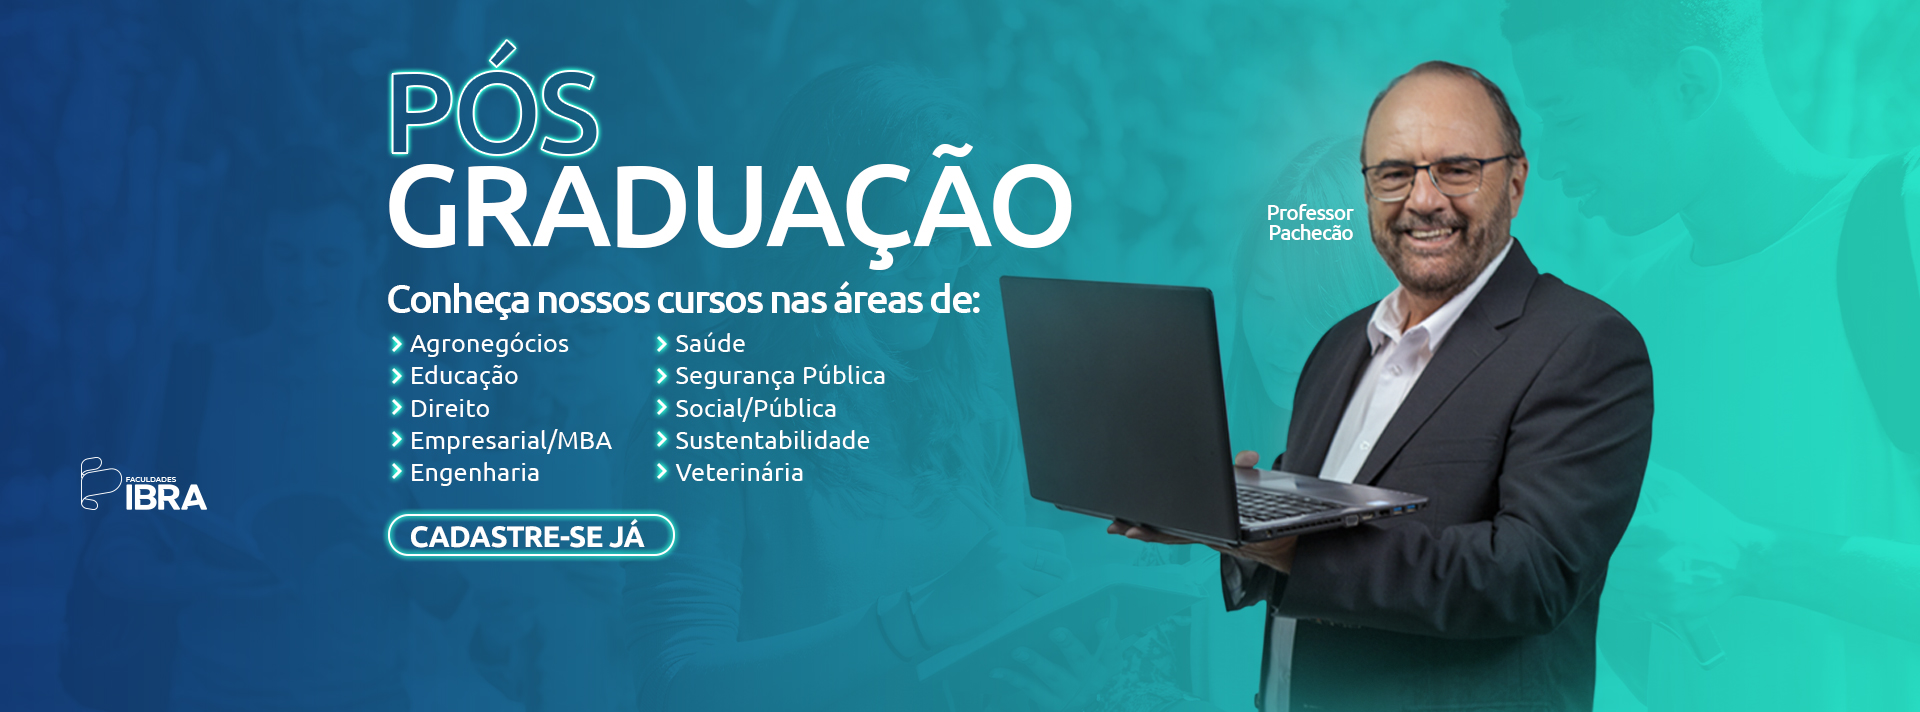 PÓS
GRADUAÇÃO
Conheça nossos cursos nas áreas de:
Agronegócios
Educação
Direito
Empresarial/MBA
Engenharia
Saúde
Segurança Pública
Social/Pública
Sustentabilidade
Veterinária
CADASTRE-SE JÁ
FACULDADES
IBRA
Professor
Pachecão